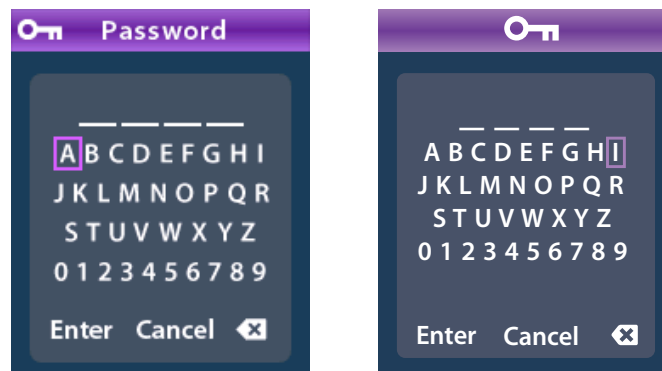 Password
A B C D E F G H I
J K L M N O P Q R
S T U V W X Y Z
0 1 2 3 4 5 6 7 8 9
Enter Cancel
A B C D E F G H I
J K L M N O P Q R
S T U V W X Y Z
0 1 2 3 4 5 6 7 8 9
Enter Cancel